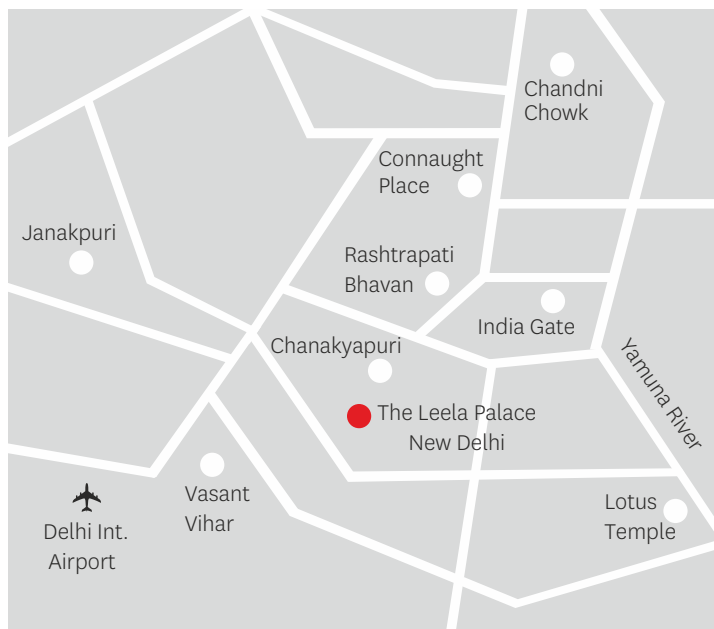 Chandni
Chowk
Connaught
Place
Janakpuri
Rashtrapati
Bhavan
India Gate
Chanakyapuri
Yamuna River
The Leela Palace
New Delhi
Vasant
Vihar
Lotus
Temple
Delhi Int.
Airport